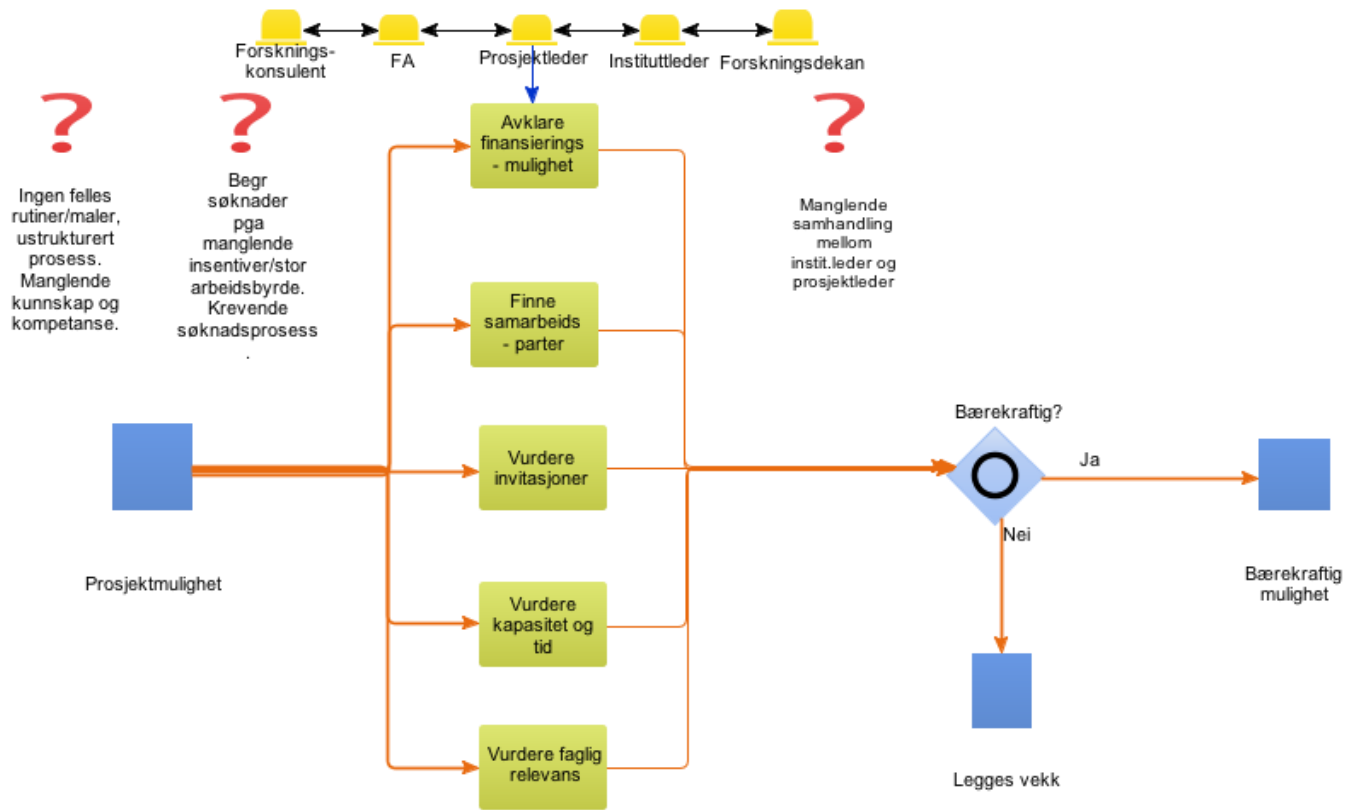 Forsknings-
konsulent
FA
Prosjektleder
Instituttleder
Forskningsdekan
?
?
?
Ingen felles
rutiner/maler,
ustrukturert
prosess.
Manglende
kunnskap og
kompetanse.
Begr
søknader
pga
manglende
insentiver/stor
arbeidsbyrde.
Krevende
søknadsprosess
.
Manglende
samhandling
mellom
instit.leder og
prosjektleder
Avklare
finansierings
- mulighet
Finne
samarbeids
- parter
Vurdere
invitasjoner
Vurdere
kapasitet og
tid
Vurdere faglig
relevans
Prosjektmulighet
Bærekraftig?
Ja
Nei
Bærekraftig
mulighet
Legges vekk